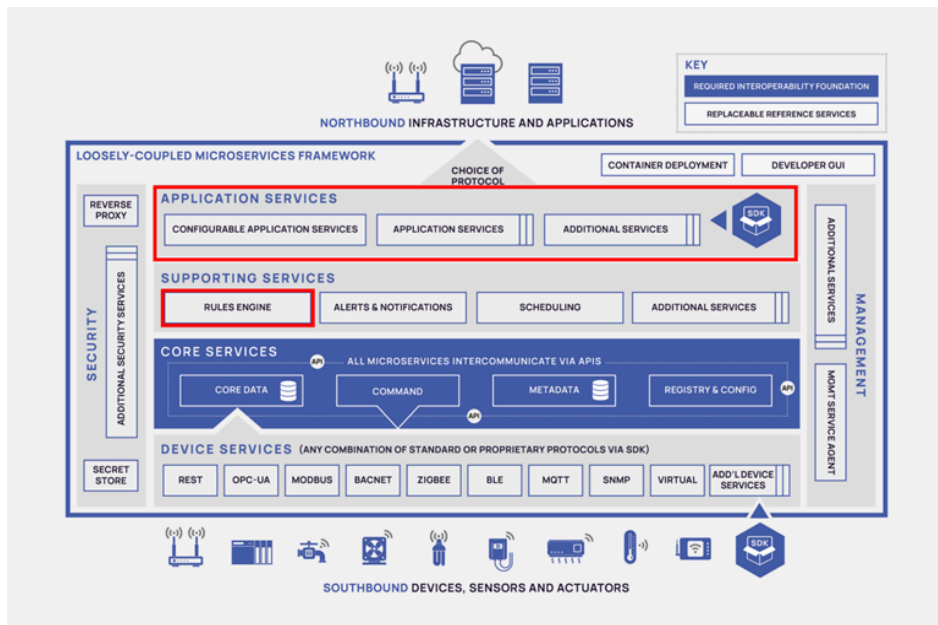 KEY
REQUIRED INTEROPERABILITY FOUNDATION
REPLACEABLE REFERENCE SERVICES
NORTHBOUND INFRASTRUCTURE AND APPLICATIONS
LOOSELY-COUPLED MICROSERVICES FRAMEWORK
CHOICE OF
PROTOCOL
CONTAINER DEPLOYMENT
DEVELOPER GUI
REVERSE
PROXY
ADDITIONAL SECURITY SERVICES
SECURITY
SECRET
STORE
APPLICATION SERVICES
CONFIGURABLE APPLICATION SERVICES
APPLICATION SERVICES
ADDITIONAL SERVICES
SDK
SUPPORTING SERVICES
RULES ENGINE
ALERTS & NOTIFICATIONS
SCHEDULING
ADDITIONAL SERVICES
CORE SERVICES
API
ALL MICROSERVICES INTERCOMMUNICATE VIA APIS
CORE DATA
COMMAND
METADATA
REGISTRY & CONFIG
API
API
DEVICE SERVICES (ANY COMBINATION OF STANDARD OR PROPRIETARY PROTOCOLS VIA SDK)
REST
OPC-UA
MODBUS
BACNET
ZIGBEE
BLE
MQTT
SNMP
VIRTUAL
ADD'L DEVICE
SERVICES
ADDITIONAL SERVICES
MANAGEMENT
MGMT SERVICE AGENT
SDK
SOUTHBOUND DEVICES, SENSORS AND ACTUATORS